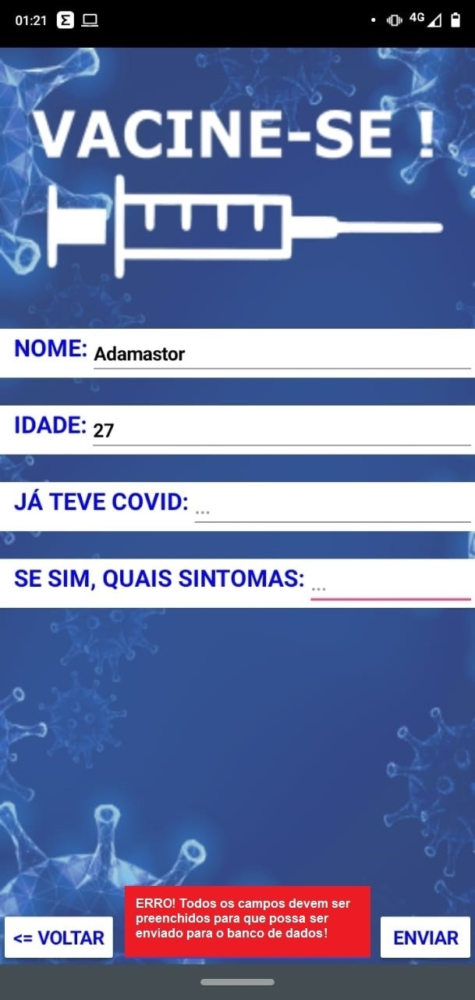 01:21 Σ 4G
VACINE-SE !
NOME: Adamastor
IDADE: 27
JÁ TEVE COVID: ...
SE SIM, QUAIS SINTOMAS: ...
ERRO! Todos os campos devem ser
preenchidos para que possa ser
enviado para o banco de dados!
<= VOLTAR
ENVIAR